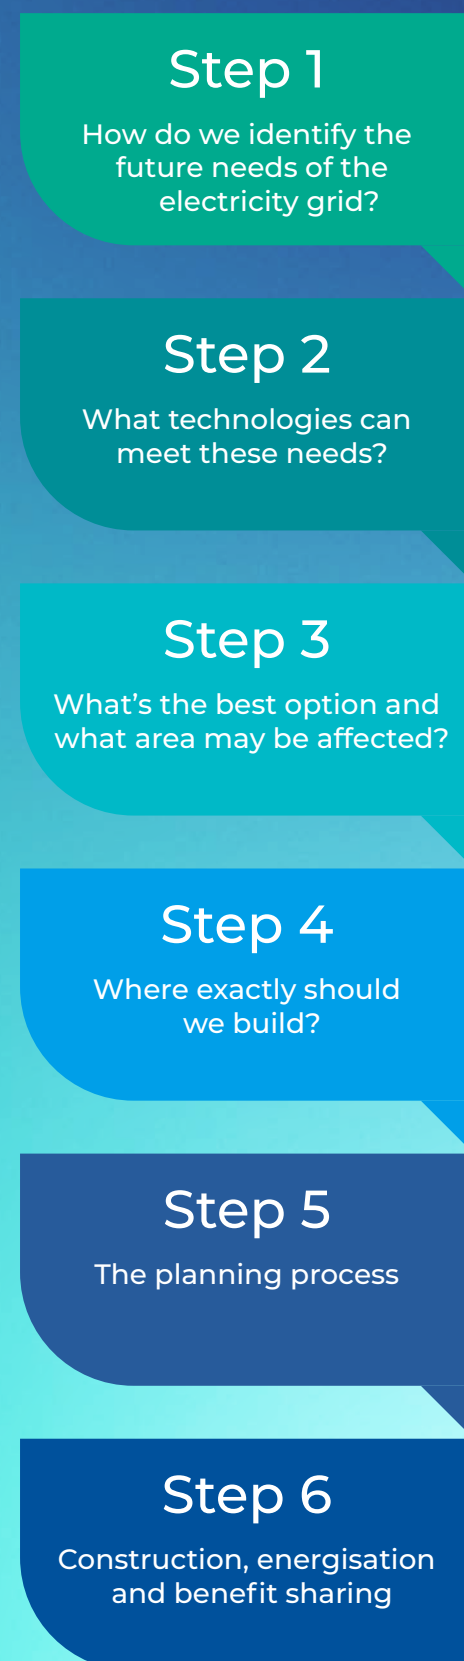 Step 1
How do we identify the
future needs of the
electricity grid?
Step 2
What technologies can
meet these needs?
Step 3
What’s the best option and
what area may be affected?
Step 4
Where exactly should
we build?
Step 5
The planning process
Step 6
Construction, energisation
and benefit sharing